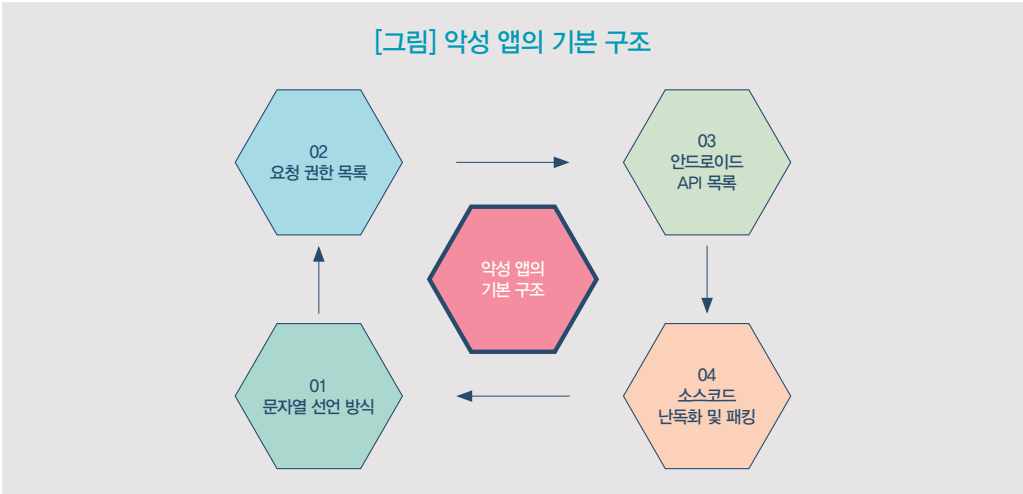 [그림] 악성 앱의 기본 구조
02
요청 권한 목록
03
안드로이드
API 목록
악성 앱의
기본 구조
01
문자열 선언 방식
04
소스코드
난독화 및 패킹